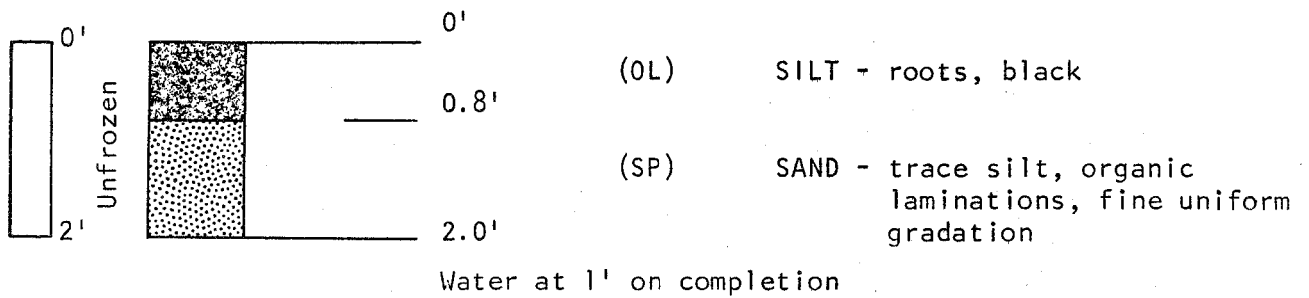 0'
0'
(OL) SILT - roots, black
0.8'
Unfrozen
(SP) SAND - trace silt, organic
laminations, fine uniform
gradation
2'
2.0'
Water at 1' on completion